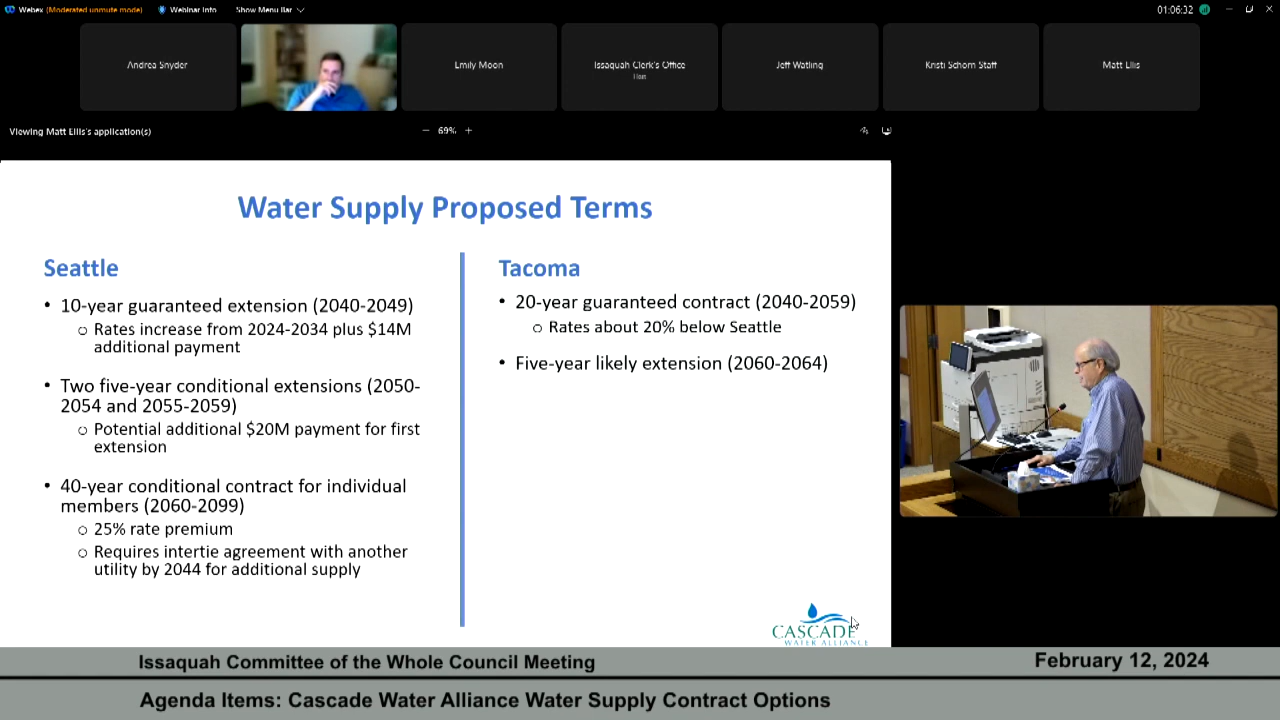 Webex (Moderated unmute mode) Webinar Info Show Menu Bar 01:06:32
Andrea Snyder
Emily Moon
Issaquah Clerk's Office
Host
Jeff Watling
Kristi Schorn Staff
Matt Ellis
Viewing Matt Ellis's application(s) − 69% +
Water Supply Proposed Terms
Seattle
• 10-year guaranteed extension (2040-2049)
○ Rates increase from 2024-2034 plus $14M
additional payment
• Two five-year conditional extensions (2050-
2054 and 2055-2059)
○ Potential additional $20M payment for first
extension
• 40-year conditional contract for individual
members (2060-2099)
○ 25% rate premium
○ Requires intertie agreement with another
utility by 2044 for additional supply
Tacoma
• 20-year guaranteed contract (2040-2059)
○ Rates about 20% below Seattle
• Five-year likely extension (2060-2064)
CASCADE
WATER ALLIANCE
Issaquah Committee of the Whole Council Meeting
February 12, 2024
Agenda Items: Cascade Water Alliance Water Supply Contract Options